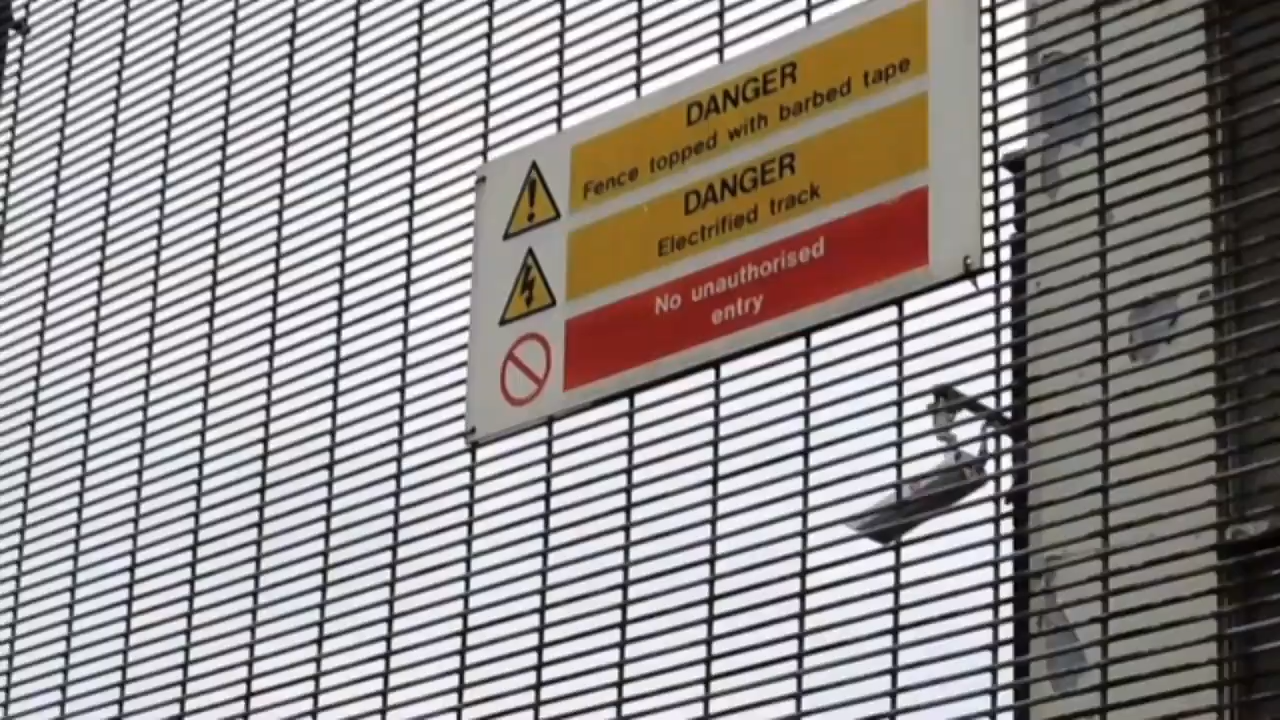 DANGER
Fence topped with barbed tape
DANGER
Electrified track
No unauthorised
entry